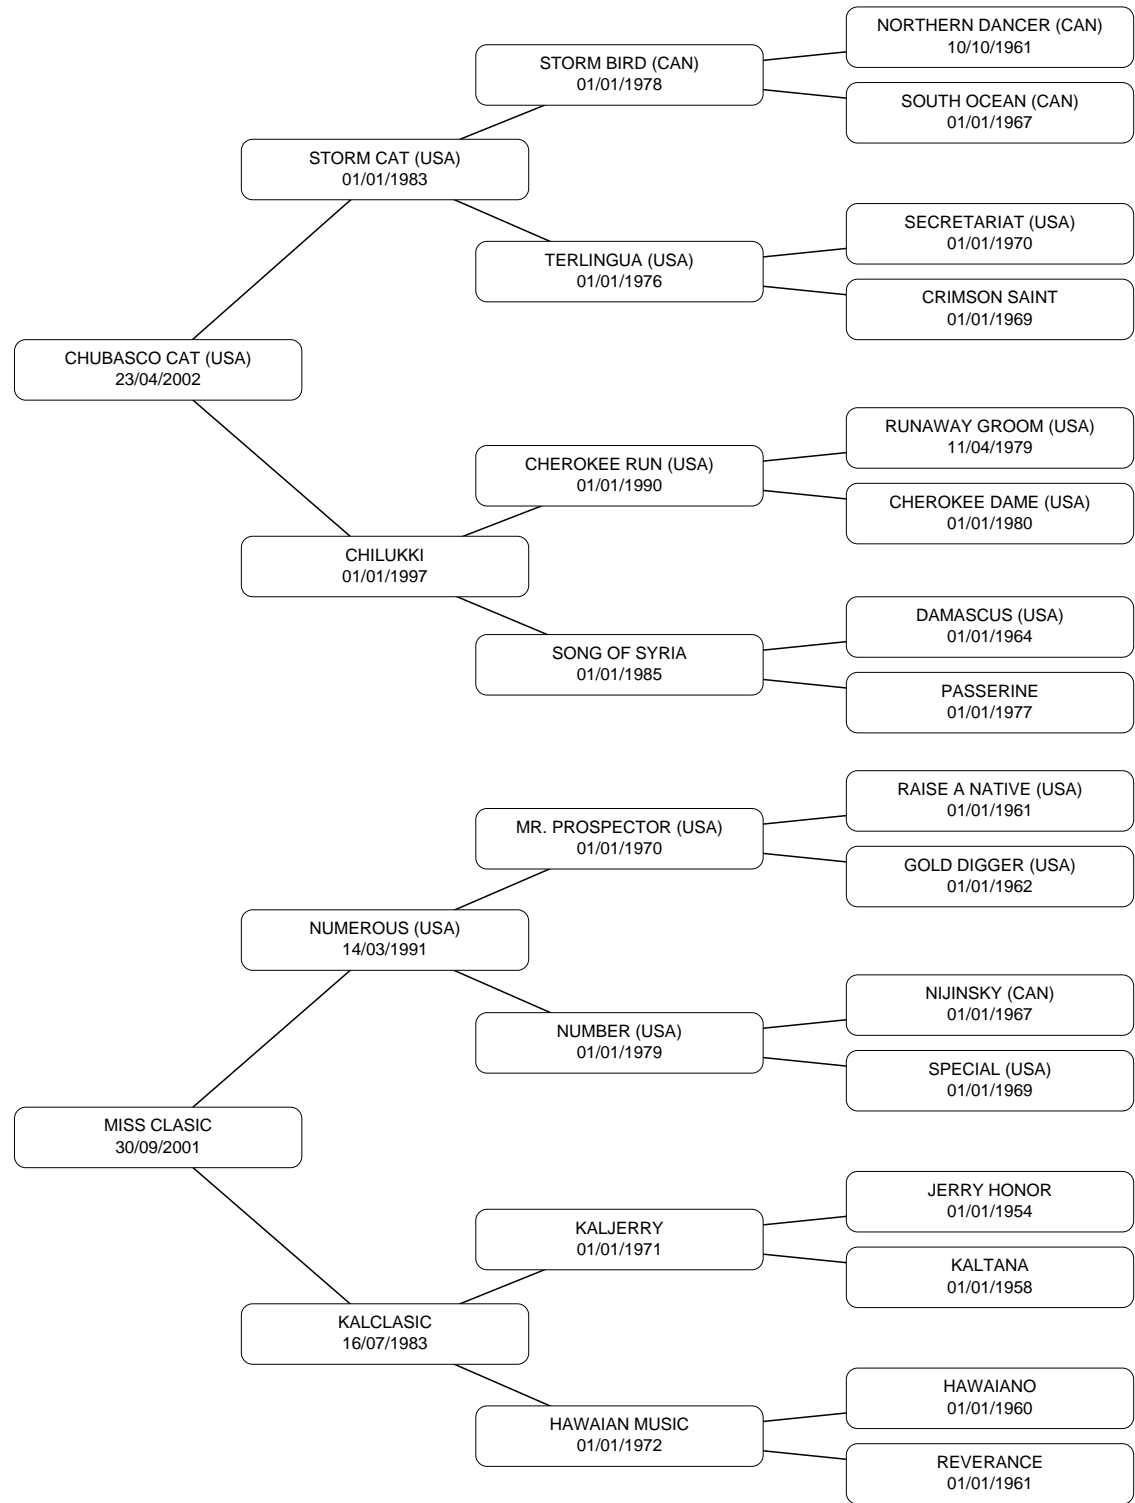 NORTHERN DANCER (CAN)
10/10/1961
STORM BIRD (CAN)
01/01/1978
SOUTH OCEAN (CAN)
01/01/1967
STORM CAT (USA)
01/01/1983
SECRETARIAT (USA)
01/01/1970
TERLINGUA (USA)
01/01/1976
CRIMSON SAINT
01/01/1969
CHUBASCO CAT (USA)
23/04/2002
RUNAWAY GROOM (USA)
11/04/1979
CHEROKEE RUN (USA)
01/01/1990
CHEROKEE DAME (USA)
01/01/1980
CHILUKKI
01/01/1997
DAMASCUS (USA)
01/01/1964
SONG OF SYRIA
01/01/1985
PASSERINE
01/01/1977
RAISE A NATIVE (USA)
01/01/1961
MR. PROSPECTOR (USA)
01/01/1970
GOLD DIGGER (USA)
01/01/1962
NUMEROUS (USA)
14/03/1991
NIJINSKY (CAN)
01/01/1967
NUMBER (USA)
01/01/1979
SPECIAL (USA)
01/01/1969
MISS CLASIC
30/09/2001
JERRY HONOR
01/01/1954
KALJERRY
01/01/1971
KALTANA
01/01/1958
KALCLASIC
16/07/1983
HAWAIANO
01/01/1960
HAWAIAN MUSIC
01/01/1972
REVERANCE
01/01/1961